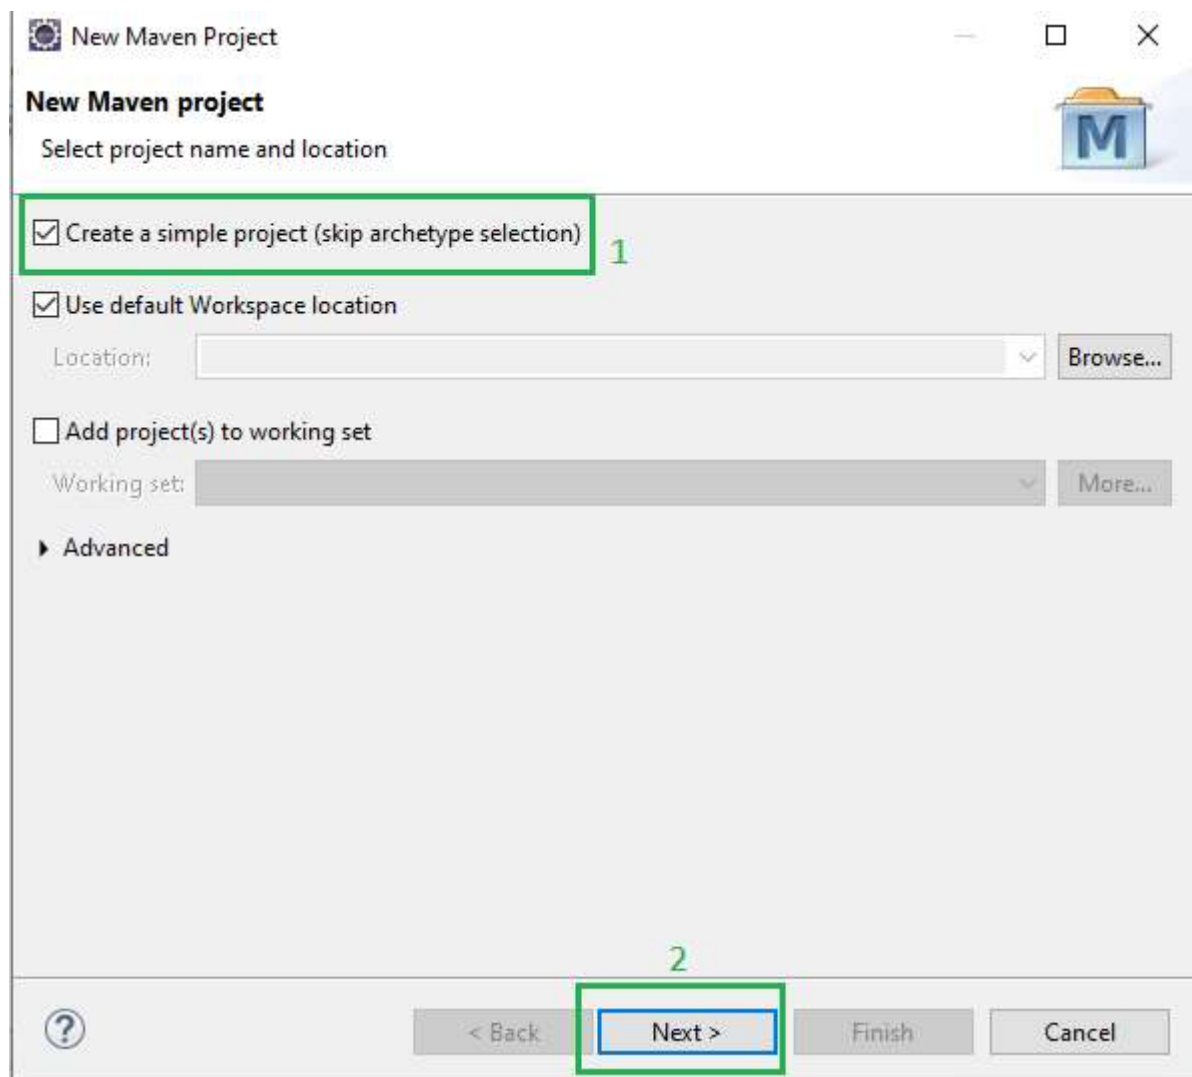 New Maven Project
New Maven project
Select project name and location
M
Create a simple project (skip archetype selection)
1
Use default Workspace location
Location:
Browse...
Add project(s) to working set
Working set:
More...
Advanced
2
?
< Back
Next >
Finish
Cancel